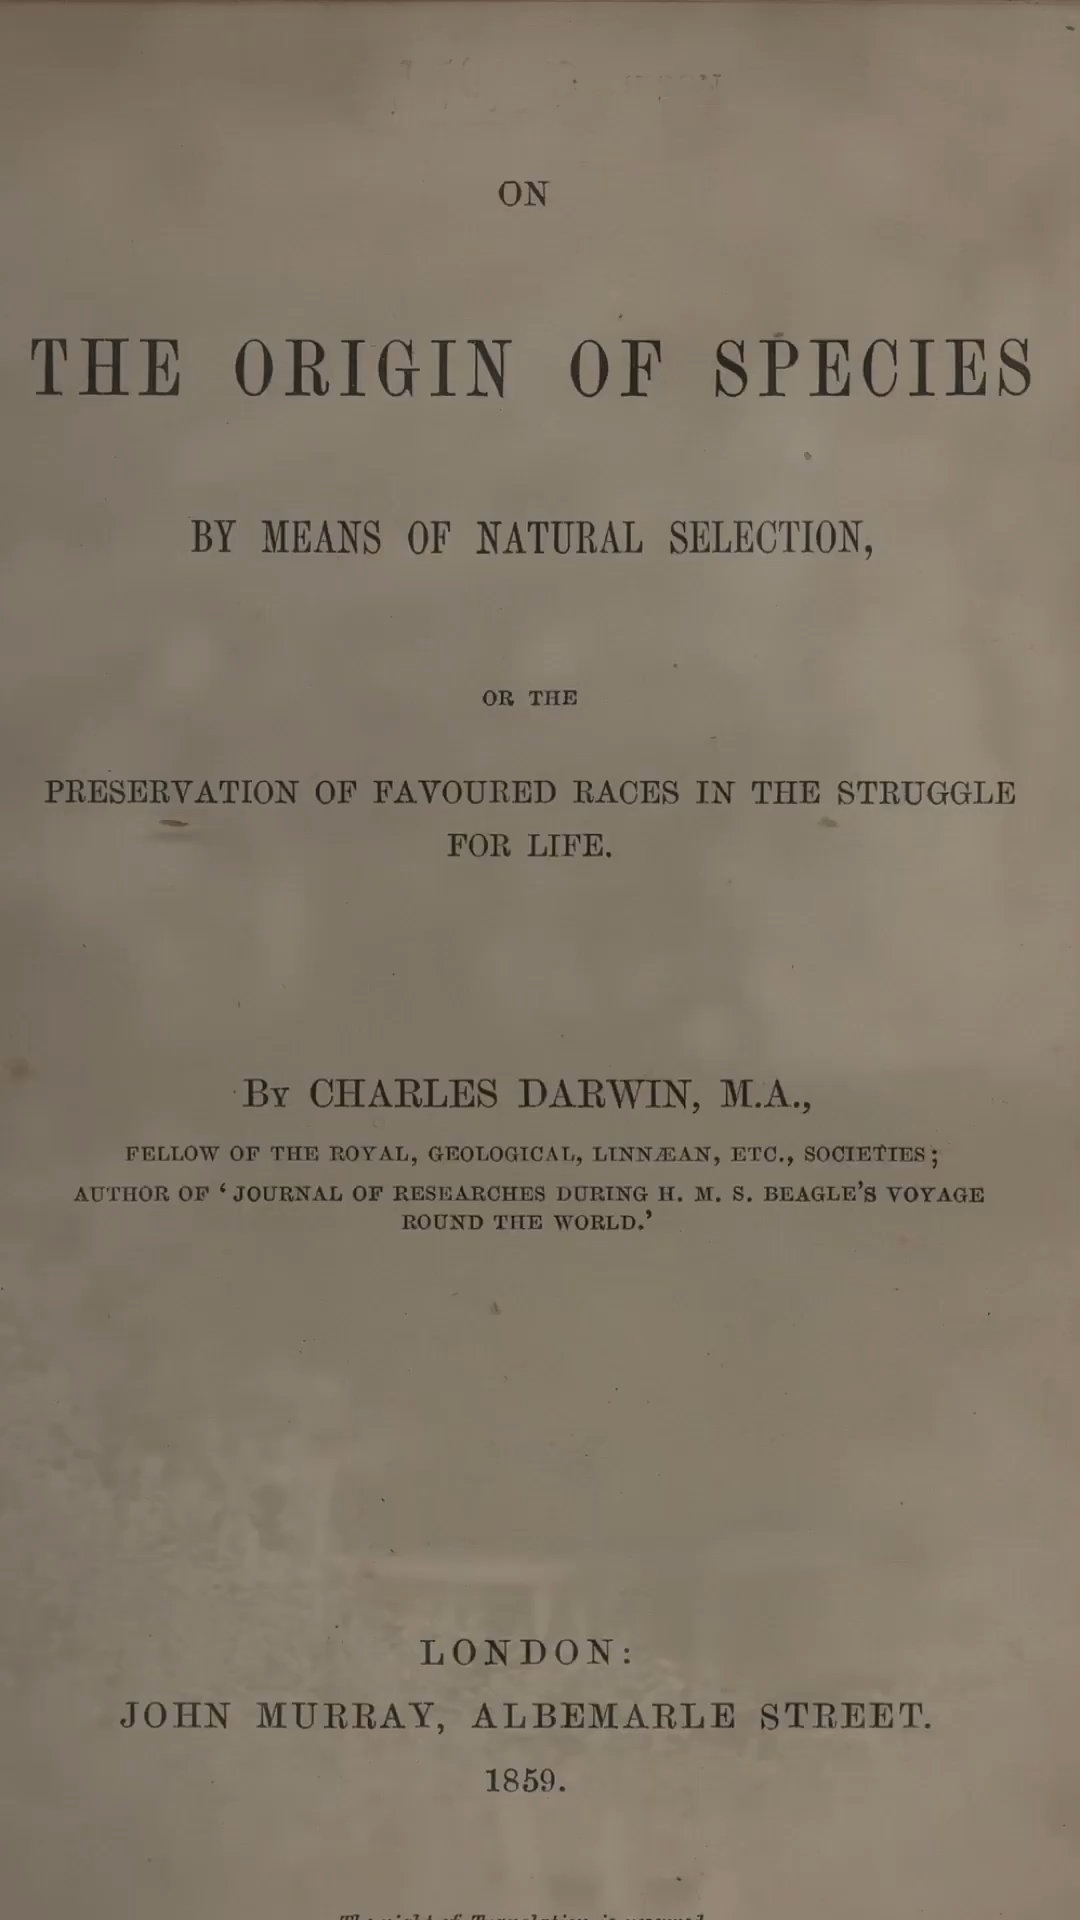 ON
THE ORIGIN OF SPECIES
BY MEANS OF NATURAL SELECTION,
OR THE
PRESERVATION OF FAVOURED RACES IN THE STRUGGLE
FOR LIFE.
By CHARLES DARWIN, M.A.,
FELLOW OF THE ROYAL, GEOLOGICAL, LINNÆAN, ETC., SOCIETIES;
AUTHOR OF ‘JOURNAL OF RESEARCHES DURING H. M. S. BEAGLE’S VOYAGE
ROUND THE WORLD.’
LONDON:
JOHN MURRAY, ALBEMARLE STREET.
1859.